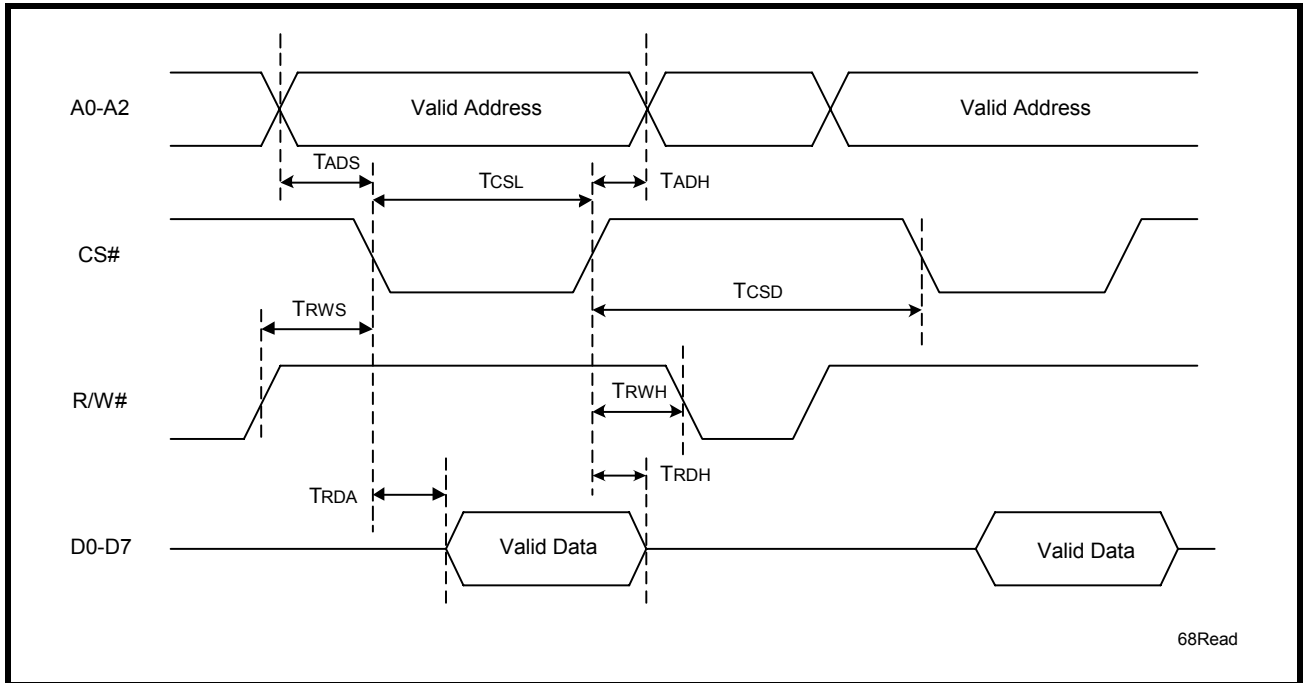 A0-A2
Valid Address
Valid Address
TADS
TCSL
TADH
CS#
TCSD
TRWS
R/W#
TRWH
TRDH
TRDA
D0-D7
Valid Data
Valid Data
68Read